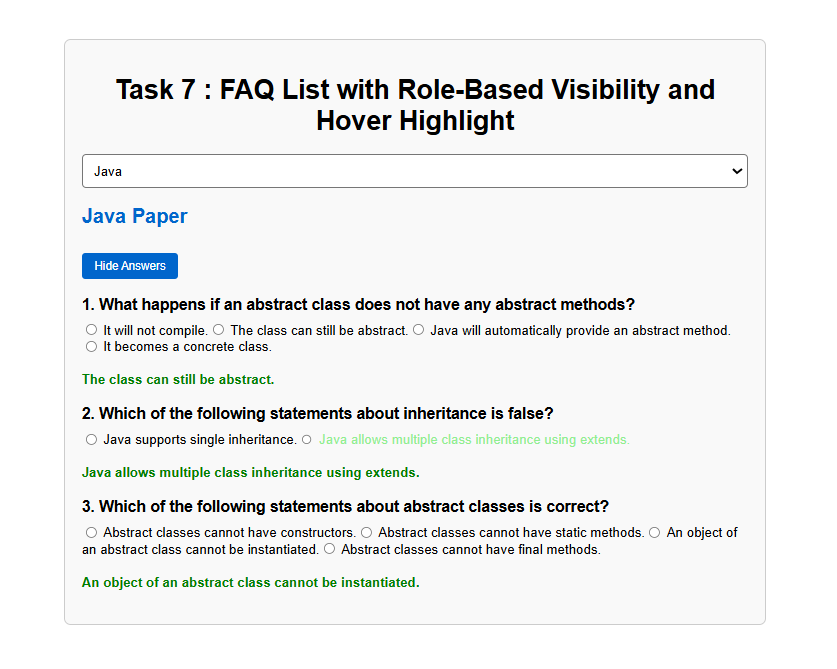 Task 7 : FAQ List with Role-Based Visibility and
Hover Highlight
Java
Java Paper
Hide Answers
1. What happens if an abstract class does not have any abstract methods?
It will not compile. The class can still be abstract. Java will automatically provide an abstract method.
It becomes a concrete class.
The class can still be abstract.
2. Which of the following statements about inheritance is false?
Java supports single inheritance. Java allows multiple class inheritance using extends.
Java allows multiple class inheritance using extends.
3. Which of the following statements about abstract classes is correct?
Abstract classes cannot have constructors. Abstract classes cannot have static methods. An object of
an abstract class cannot be instantiated. Abstract classes cannot have final methods.
An object of an abstract class cannot be instantiated.